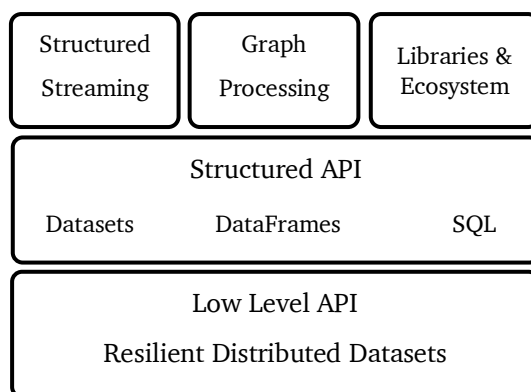 Structured
Streaming
Graph
Processing
Libraries &
Ecosystem
Structured API
Datasets DataFrames SQL
Low Level API
Resilient Distributed Datasets